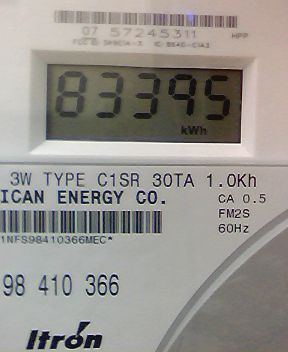 07 57245311 HPP
83395
kWh
3W TYPE C1SR 30TA 1.0Kh
ICAN ENERGY CO.
CA 0.5
FM2S
60Hz
1NFS98410366MEC*
98 410 366
Itron